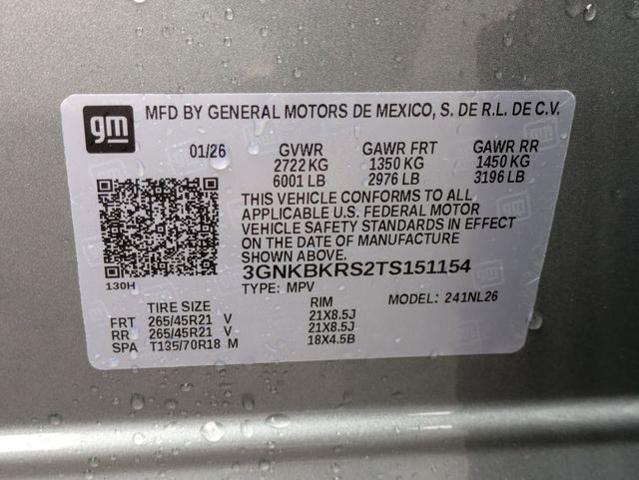 gm MFD BY GENERAL MOTORS DE MEXICO, S. DE R.L. DE C.V.
01/26 GVWR GAWR FRT GAWR RR
2722 KG 1350 KG 1450 KG
6001 LB 2976 LB 3196 LB
THIS VEHICLE CONFORMS TO ALL
APPLICABLE U.S. FEDERAL MOTOR
VEHICLE SAFETY STANDARDS IN EFFECT
ON THE DATE OF MANUFACTURE
SHOWN ABOVE.
3GNKBKRS2TS151154
130H TYPE: MPV MODEL: 241NL26
TIRE SIZE RIM
FRT 265/45R21 V 21X8.5J
RR 265/45R21 V 21X8.5J
SPA T135/70R18 M 18X4.5B